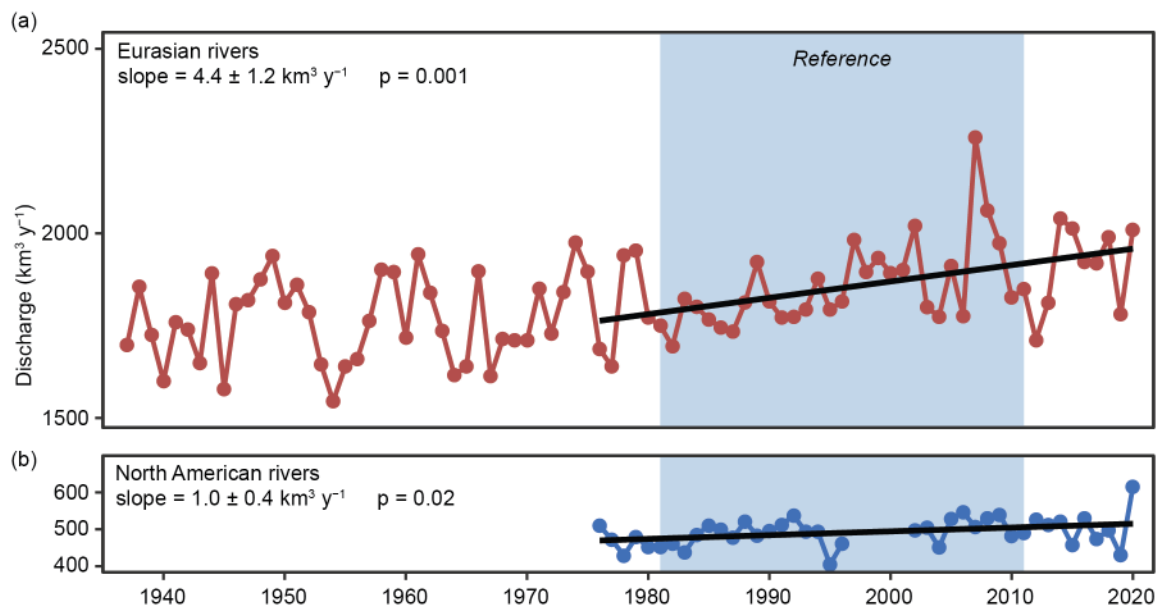 (a)
Eurasian rivers
slope = 4.4 ± 1.2 km³ y⁻¹ p = 0.001
Reference
2500
2000
1500
Discharge (km³ y⁻¹)
(b)
North American rivers
slope = 1.0 ± 0.4 km³ y⁻¹ p = 0.02
600
500
400
1940 1950 1960 1970 1980 1990 2000 2010 2020